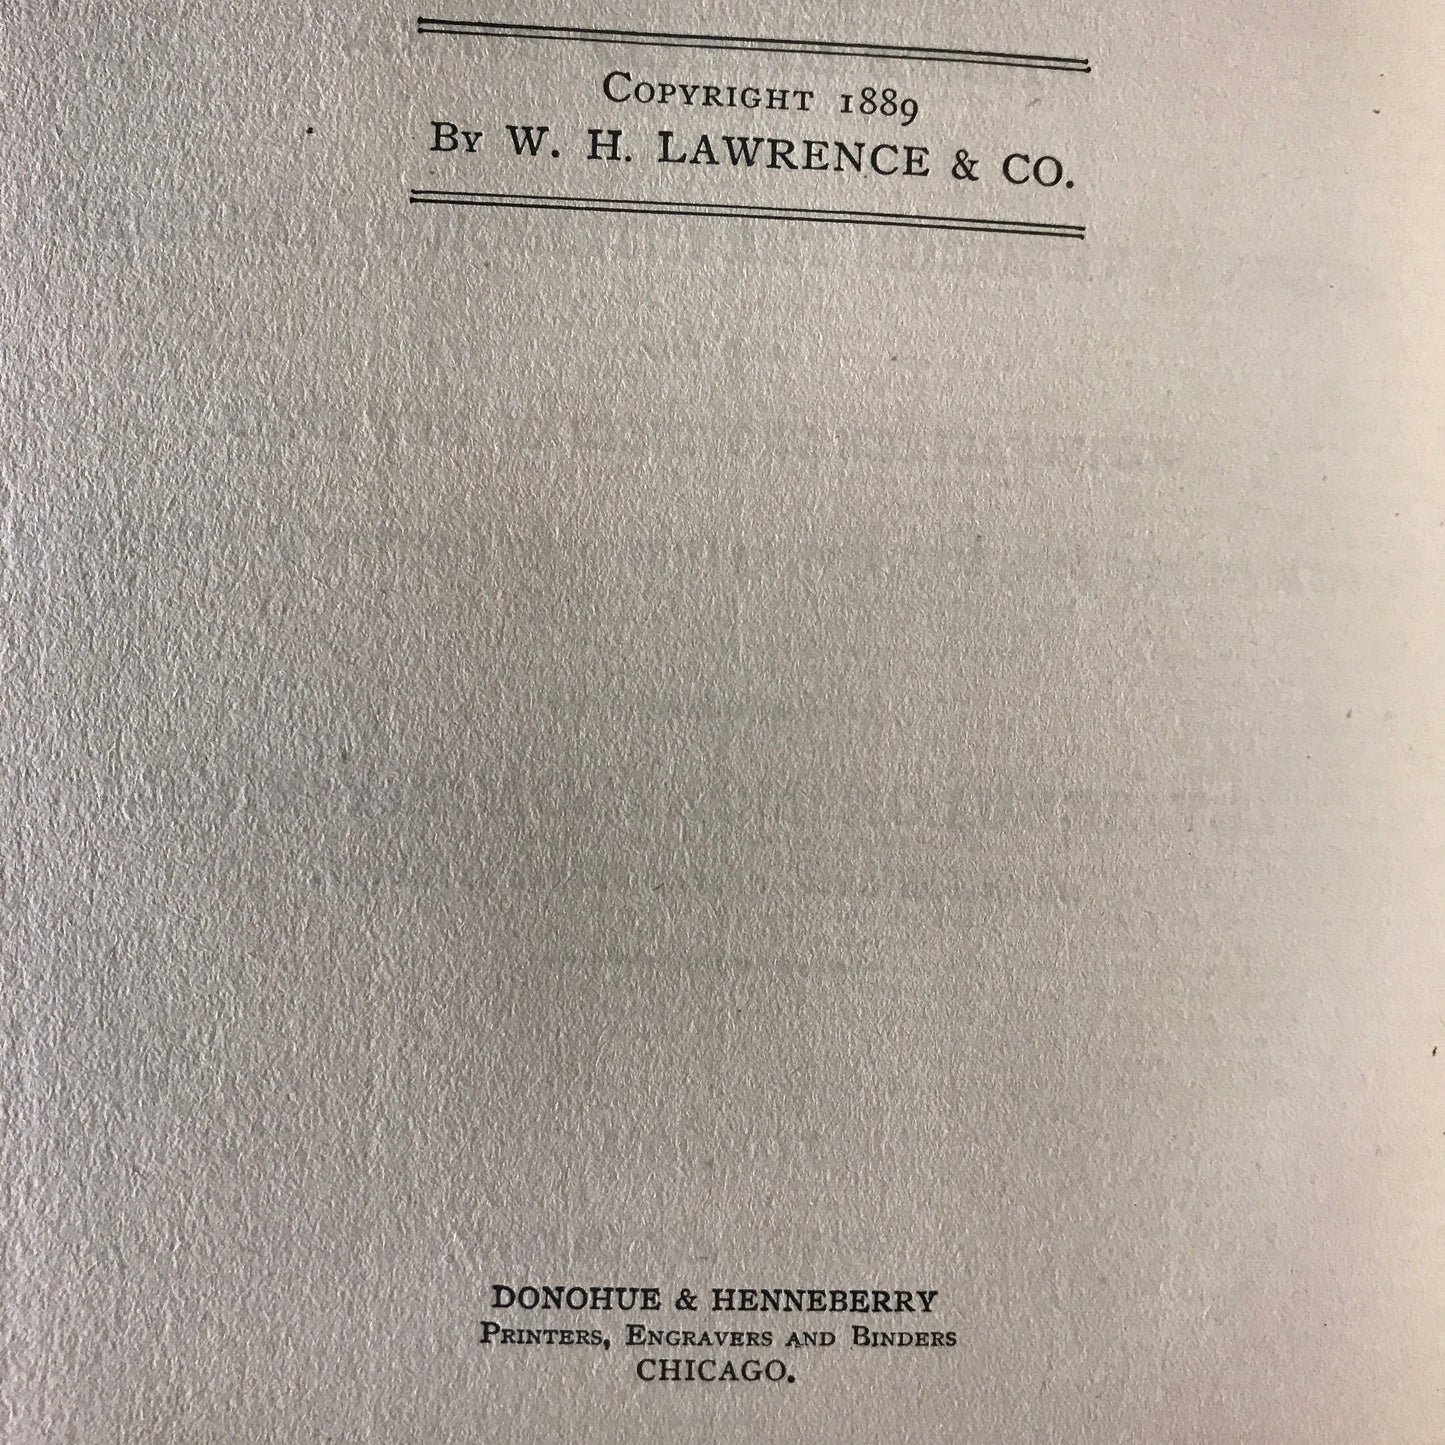 Copyright 1889
By W. H. LAWRENCE & CO.
DONOHUE & HENNEBERRY
Printers, Engravers and Binders
CHICAGO.